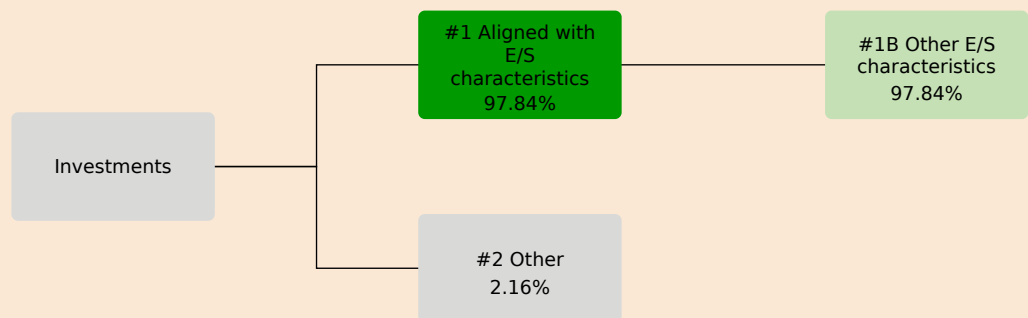 #1 Aligned with
E/S
characteristics
97.84%
#1B Other E/S
characteristics
97.84%
Investments
#2 Other
2.16%